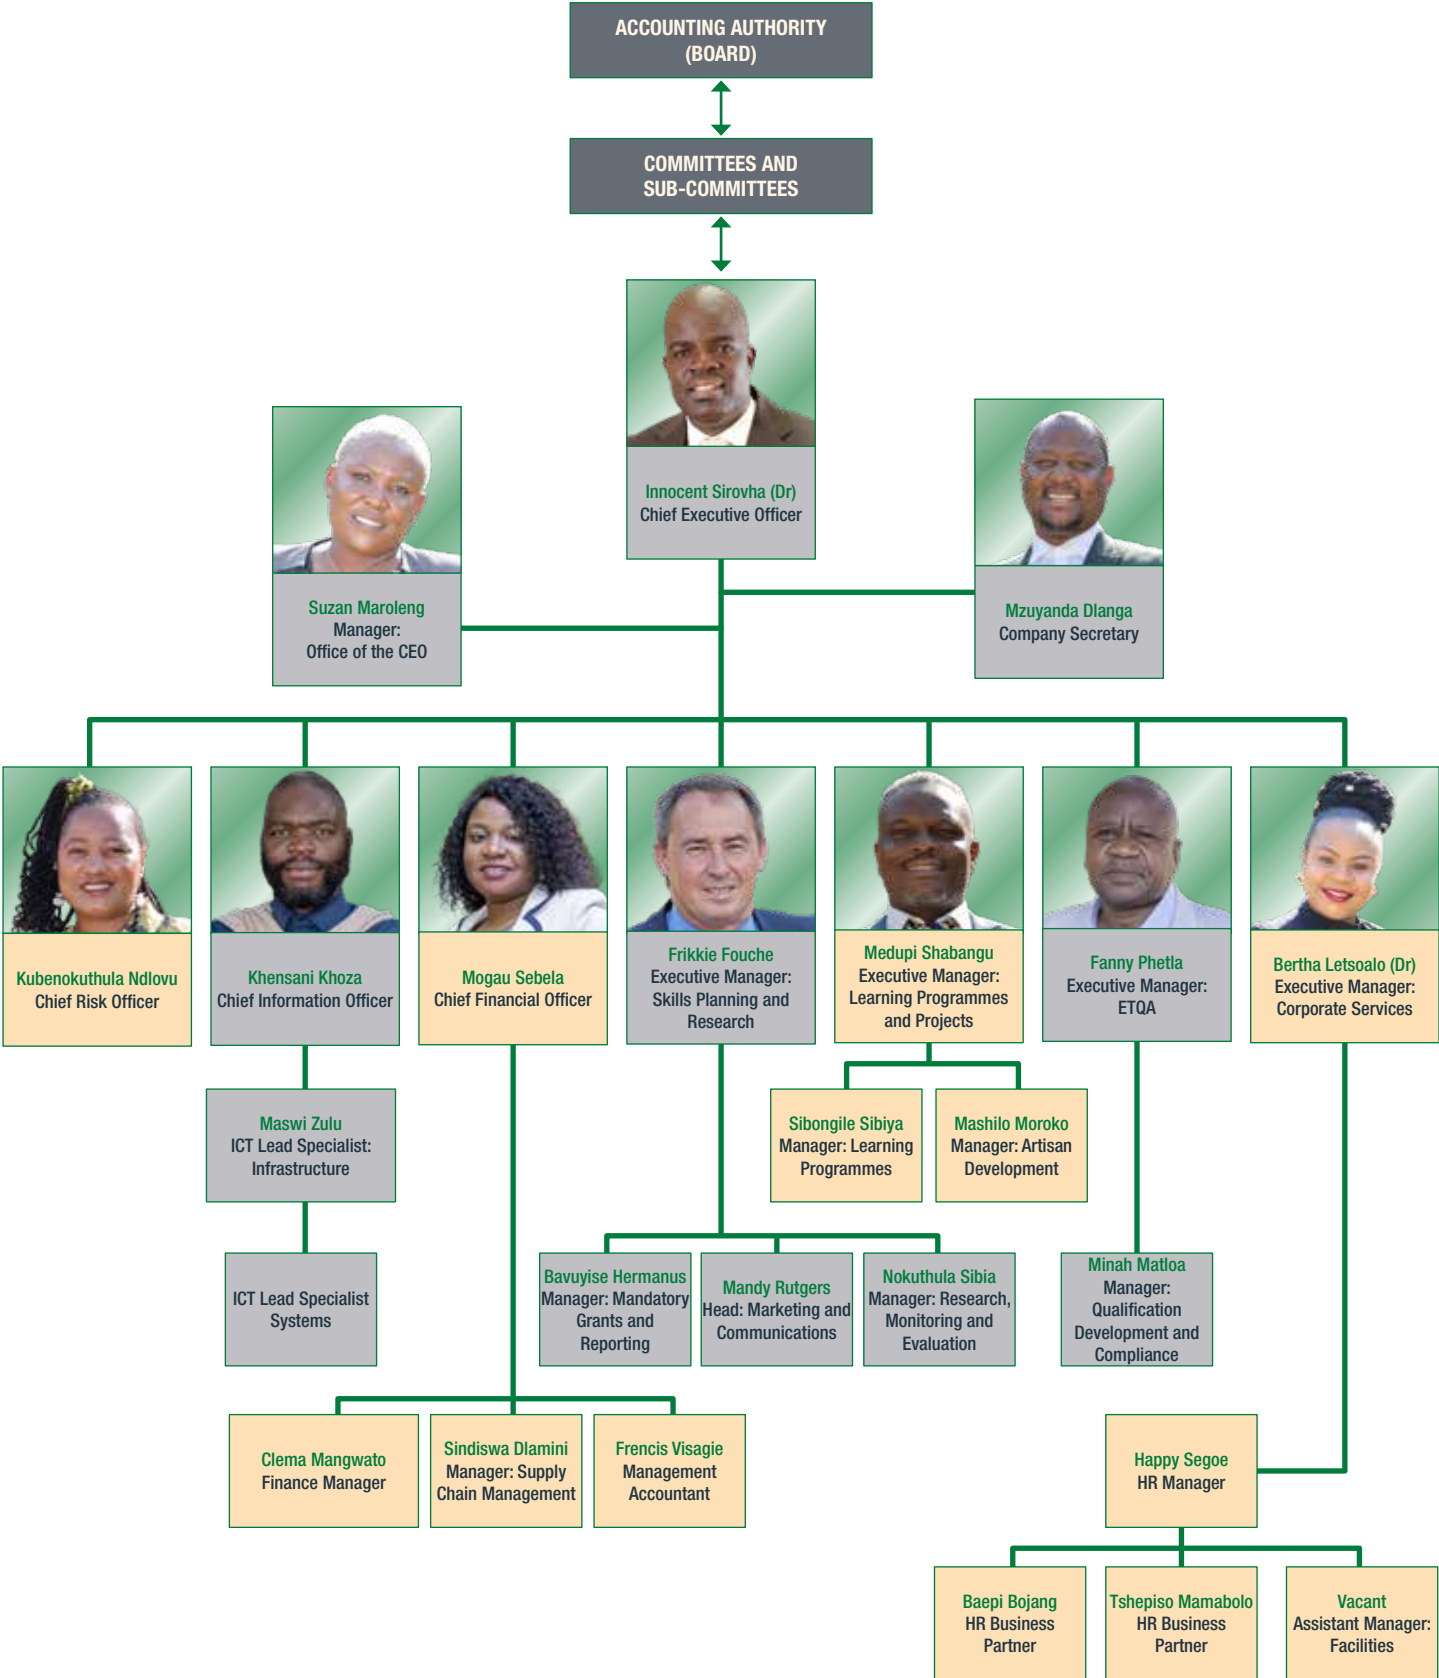 ACCOUNTING AUTHORITY
(BOARD)
COMMITTEES AND
SUB-COMMITTEES
Innocent Sirovha (Dr)
Chief Executive Officer
Suzan Maroleng
Manager:
Office of the CEO
Mzuyanda Dlanga
Company Secretary
Kubenokuthula Ndlovu
Chief Risk Officer
Khensani Khoza
Chief Information Officer
Mogau Sebela
Chief Financial Officer
Frikkie Fouche
Executive Manager:
Skills Planning and
Research
Medupi Shabangu
Executive Manager:
Learning Programmes
and Projects
Fanny Phetla
Executive Manager:
ETQA
Bertha Letsoalo (Dr)
Executive Manager:
Corporate Services
Maswi Zulu
ICT Lead Specialist:
Infrastructure
Sibongile Sibiya
Manager: Learning
Programmes
Mashilo Moroko
Manager: Artisan
Development
ICT Lead Specialist
Systems
Bavuyise Hermanus
Manager: Mandatory
Grants and
Reporting
Mandy Rutgers
Head: Marketing and
Communications
Nokuthula Sibia
Manager: Research,
Monitoring and
Evaluation
Minah Matloa
Manager:
Qualification
Development and
Compliance
Clema Mangwato
Finance Manager
Sindiswa Dlamini
Manager: Supply
Chain Management
Frencis Visagie
Management
Accountant
Happy Segoe
HR Manager
Baepi Bojang
HR Business
Partner
Tshepiso Mamabolo
HR Business
Partner
Vacant
Assistant Manager:
Facilities